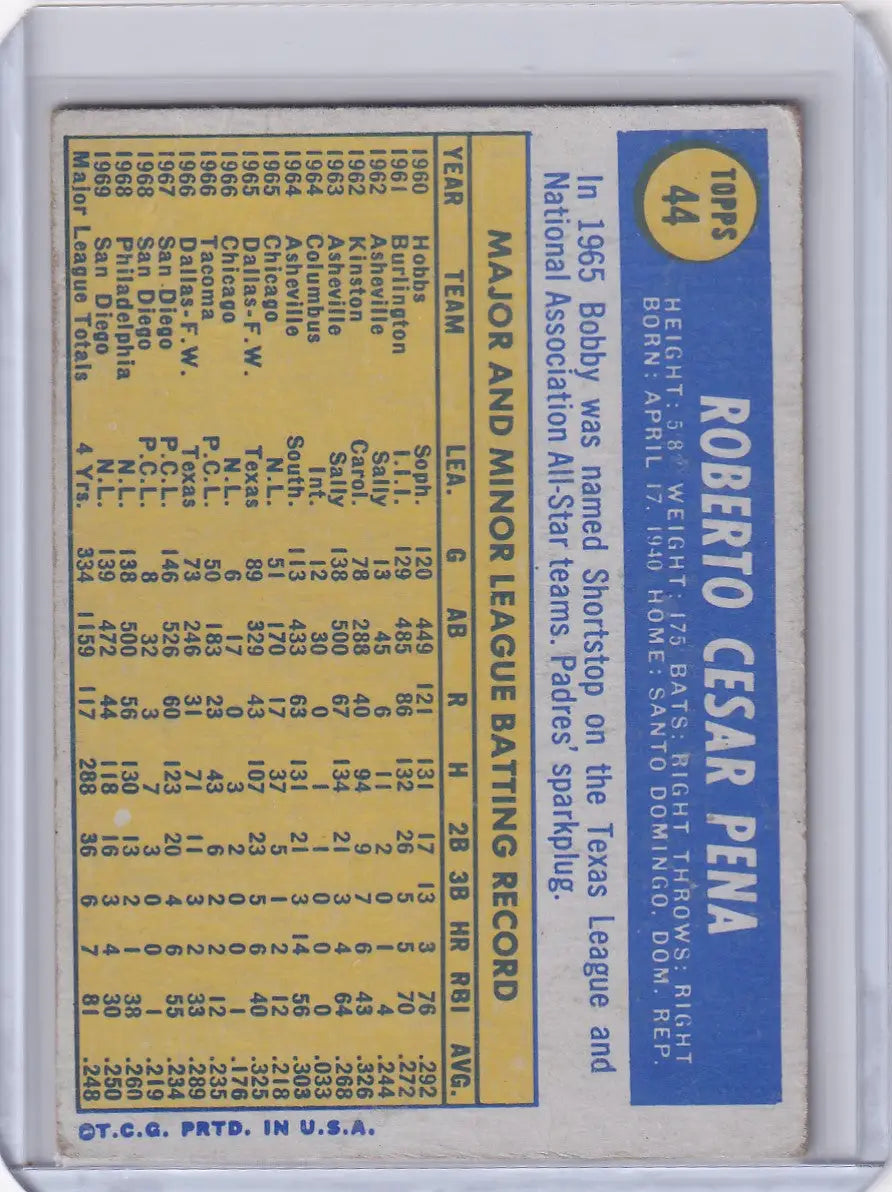 TOPPS
44
ROBERTO CESAR PENA
HEIGHT: 5'8" WEIGHT: 175 BATS: RIGHT THROWS: RIGHT
BORN: APRIL 17, 1940 HOME: SANTO DOMINGO, DOM. REP.
In 1965 Bobby was named Shortstop on the Texas League and
National Association All-Star teams. Padres' sparkplug.
MAJOR AND MINOR LEAGUE BATTING RECORD
YEAR TEAM LEA. G AB R H 2B 3B HR RBI AVG.
1960 Hobbs Soph. 120 449 121 131 17 13 3 76 .292
1961 Burlington I.I.I. 129 485 86 132 26 5 5 70 .272
1962 Asheville Sally 13 45 6 11 2 0 1 4 .244
1962 Kinston Carol. 78 288 40 94 9 7 6 43 .326
1963 Asheville Sally 138 500 67 134 21 3 4 64 .268
1964 Columbus Int. 12 30 0 1 1 0 0 0 .033
1964 Asheville South. 113 433 63 131 21 3 14 56 .303
1965 Chicago N.L. 51 170 17 37 5 1 2 12 .218
1965 Dallas-F.W. Texas 89 329 43 107 23 5 6 40 .325
1966 Chicago N.L. 6 17 0 3 2 0 0 1 .176
1966 Tacoma P.C.L. 50 183 23 43 6 2 2 12 .235
1966 Dallas-F.W. Texas 73 246 31 71 11 3 2 33 .289
1967 San Diego P.C.L. 146 526 60 123 20 4 6 55 .234
1968 San Diego P.C.L. 8 32 3 7 3 0 0 1 .219
1968 Philadelphia N.L. 138 500 56 130 13 2 1 38 .260
1969 San Diego N.L. 139 472 44 118 16 3 4 30 .250
Major League Totals 4 Yrs. 334 1159 117 288 36 6 7 81 .248
©T.C.G. PRTD. IN U.S.A.